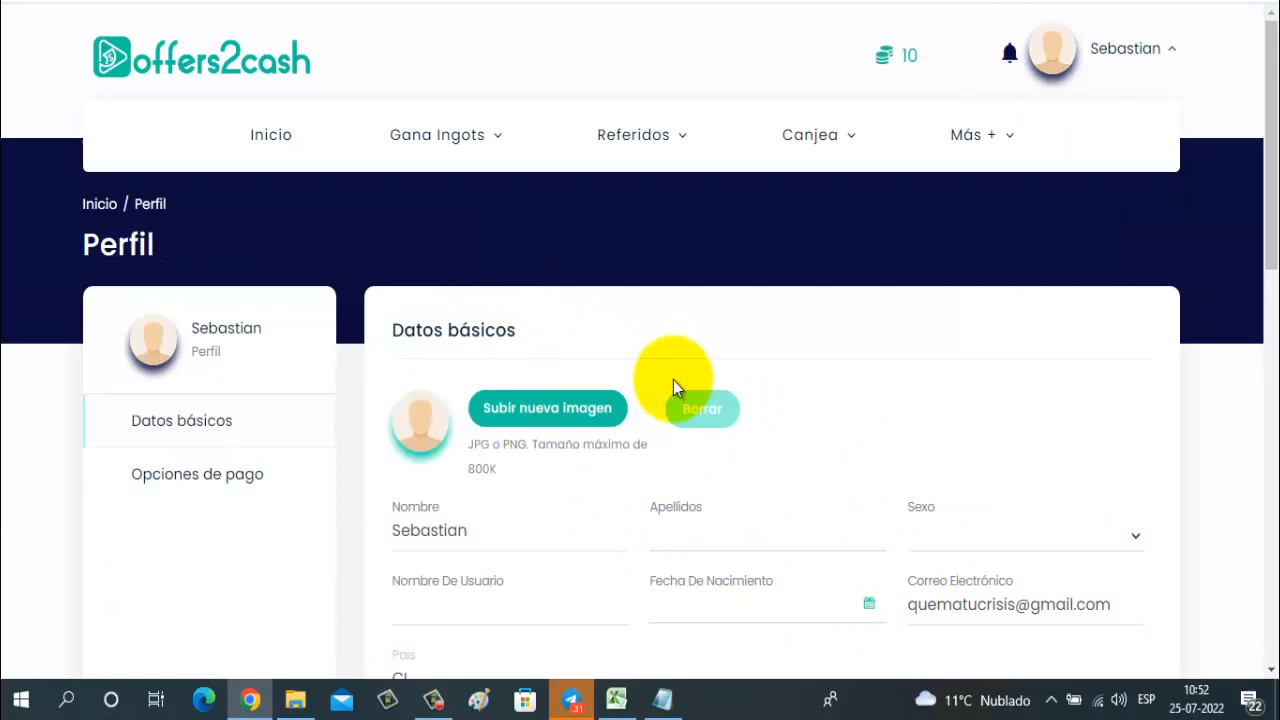 offers2cash
10
Sebastian
Inicio
Gana Ingots
Referidos
Canjea
Más +
Inicio / Perfil
Perfil
Sebastian
Perfil
Datos básicos
Opciones de pago
Datos básicos
Subir nueva imagen
Borrar
JPG o PNG. Tamaño máximo de
800K
Nombre
Apellidos
Sexo
Sebastian
Nombre De Usuario
Fecha De Nacimiento
Correo Electrónico
quematucrisis@gmail.com
País
CL
31
11°C Nublado
ESP
10:52
25-07-2022
22